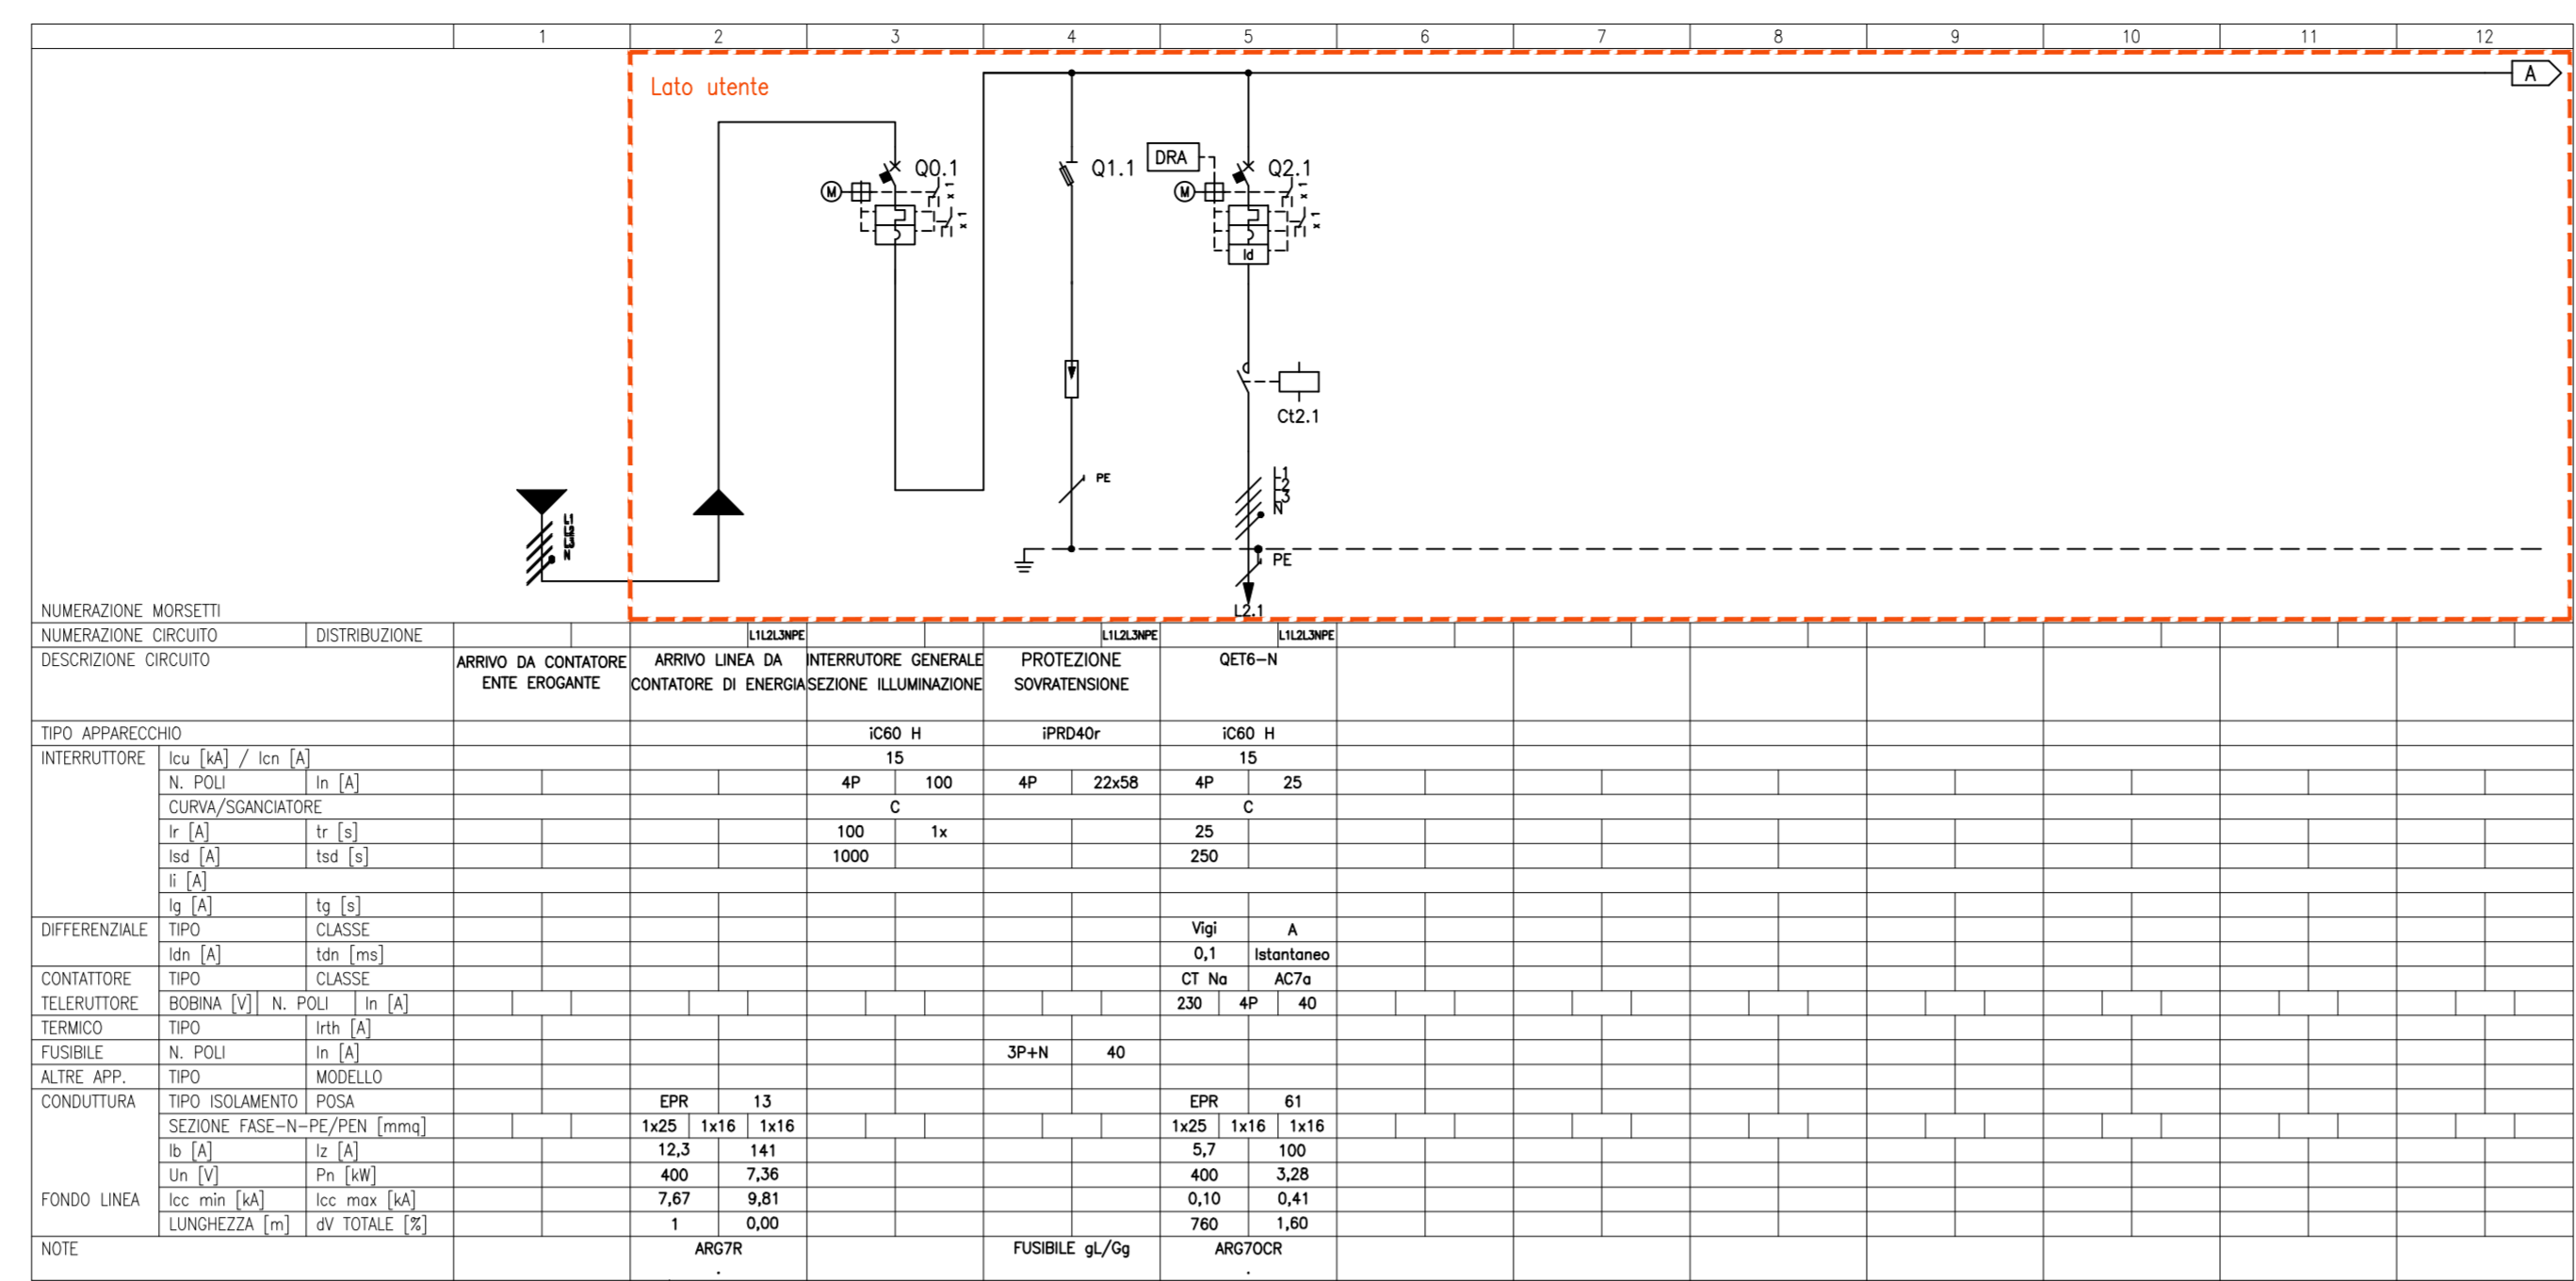 1 2 3 4 5 6 7 8 9 10 11 12
Lato utente
A
Q0.1
M
x 1
x 1
Q1.1
DRA
Q2.1
M
x 1
x 1
Id
Ct2.1
PE
L1
L2
L3
N
PE
L2.1
NUMERAZIONE MORSETTI
NUMERAZIONE CIRCUITO DISTRIBUZIONE L1L2L3NPE L1L2L3NPE L1L2L3NPE
DESCRIZIONE CIRCUITO ARRIVO DA CONTATORE ARRIVO LINEA DA INTERRUTORE GENERALE PROTEZIONE QET6-N
ENTE EROGANTE CONTATORE DI ENERGIA SEZIONE ILLUMINAZIONE SOVRATENSIONE
TIPO APPARECCHIO iC60 H iPRD40r iC60 H
INTERRUTTORE Icu [kA] / Icn [A] 15 15
N. POLI In [A] 4P 100 4P 22x58 4P 25
CURVA/SGANCIATORE C C
Ir [A] tr [s] 100 1x 25
Isd [A] tsd [s] 1000 250
Ii [A]
Ig [A] tg [s]
DIFFERENZIALE TIPO CLASSE Vigi A
Idn [A] tdn [ms] 0,1 Istantaneo
CONTATTORE TIPO CLASSE CT Na AC7a
TELERUTTORE BOBINA [V] N. POLI In [A] 230 4P 40
TERMICO TIPO Irth [A]
FUSIBILE N. POLI In [A] 3P+N 40
ALTRE APP. TIPO MODELLO
CONDUTTURA TIPO ISOLAMENTO POSA EPR 13 EPR 61
SEZIONE FASE-N-PE/PEN [mmq] 1x25 1x16 1x16 1x25 1x16 1x16
Ib [A] Iz [A] 12,3 141 5,7 100
Un [V] Pn [kW] 400 7,36 400 3,28
FONDO LINEA Icc min [kA] Icc max [kA] 7,67 9,81 0,10 0,41
LUNGHEZZA [m] dV TOTALE [%] 1 0,00 760 1,60
NOTE ARG7R FUSIBILE gL/Gg ARG7OCR
. .